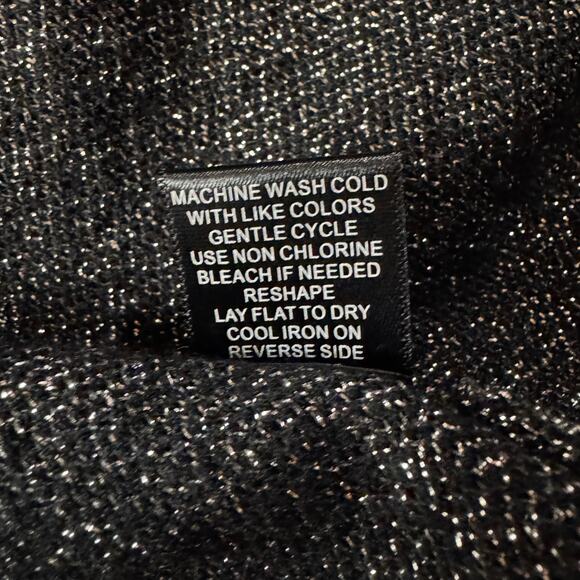 MACHINE WASH COLD
WITH LIKE COLORS
GENTLE CYCLE
USE NON CHLORINE
BLEACH IF NEEDED
RESHAPE
LAY FLAT TO DRY
COOL IRON ON
REVERSE SIDE